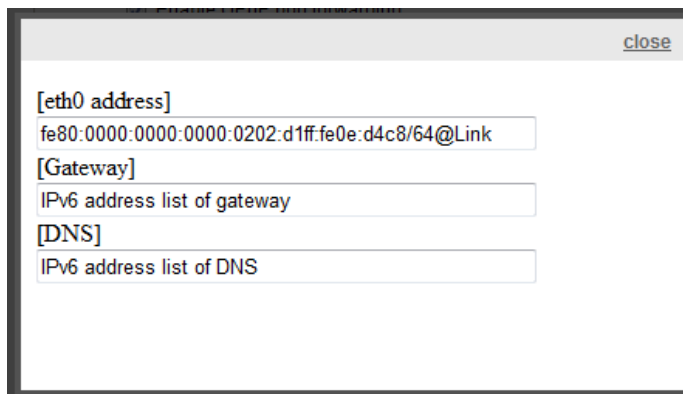 close
[eth0 address]
fe80:0000:0000:0000:0202:d1ff:fe0e:d4c8/64@Link
[Gateway]
IPv6 address list of gateway
[DNS]
IPv6 address list of DNS